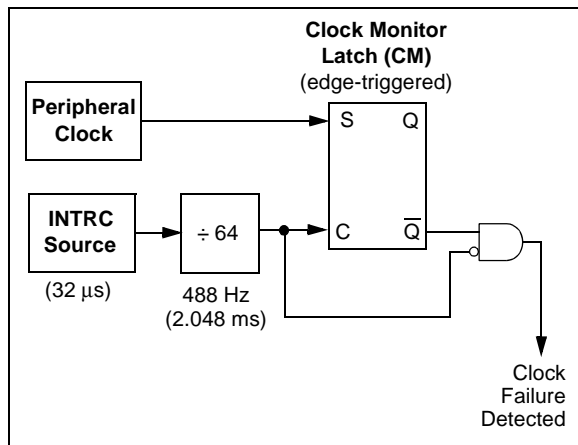 Clock Monitor
Latch (CM)
(edge-triggered)
Peripheral
Clock
S
Q
INTRC
Source
÷ 64
C
Q̅
(32 μs)
488 Hz
(2.048 ms)
Clock
Failure
Detected